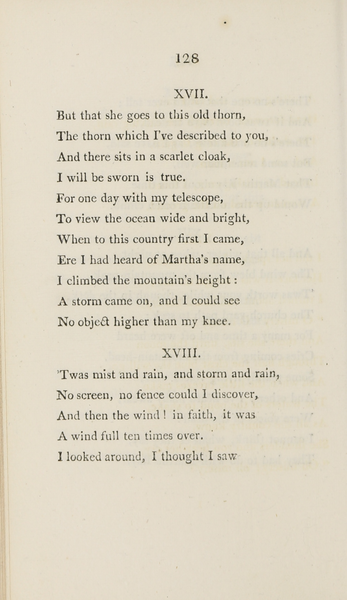 128
XVII.
But that she goes to this old thorn,
The thorn which I've described to you,
And there sits in a scarlet cloak,
I will be sworn is true.
For one day with my telescope,
To view the ocean wide and bright,
When to this country first I came,
Ere I had heard of Martha's name,
I climbed the mountain's height:
A storm came on, and I could see
No object higher than my knee.
XVIII.
'Twas mist and rain, and storm and rain,
No screen, no fence could I discover,
And then the wind! in faith, it was
A wind full ten times over.
I looked around, I thought I saw